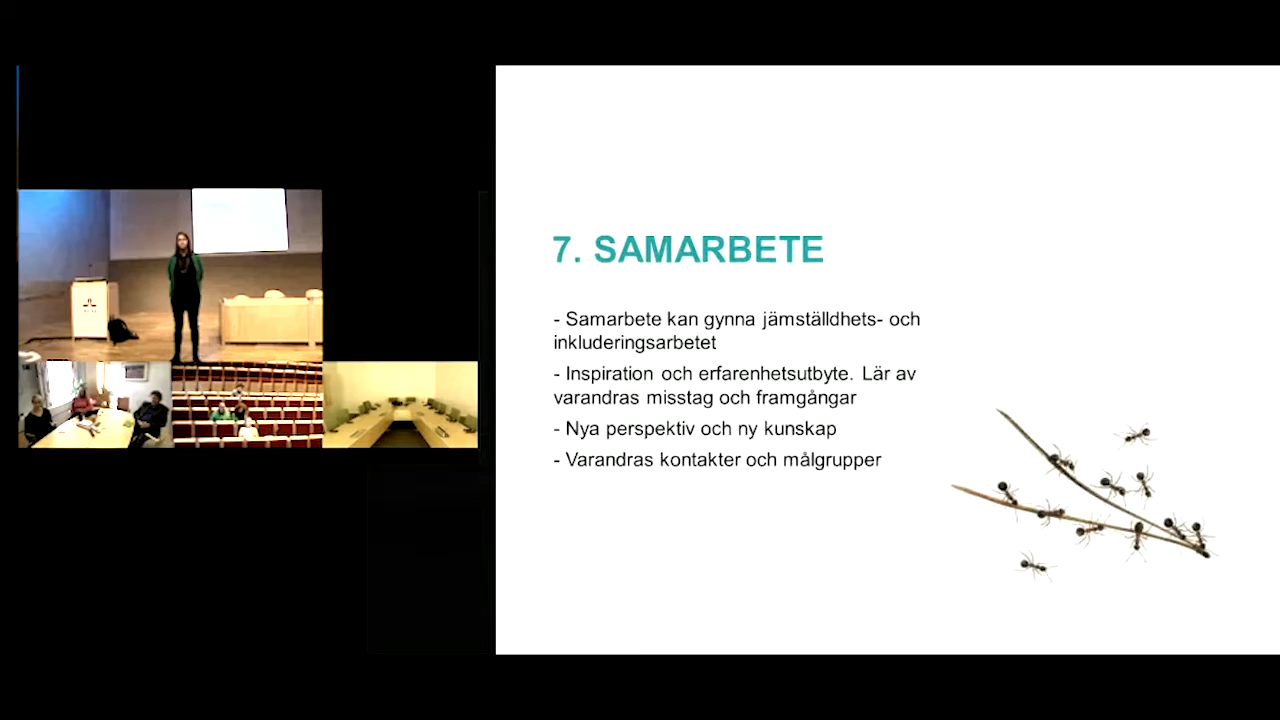 7. SAMARBETE
- Samarbete kan gynna jämställdhets- och
inkluderingsarbetet
- Inspiration och erfarenhetsutbyte. Lär av
varandras misstag och framgångar
- Nya perspektiv och ny kunskap
- Varandras kontakter och målgrupper